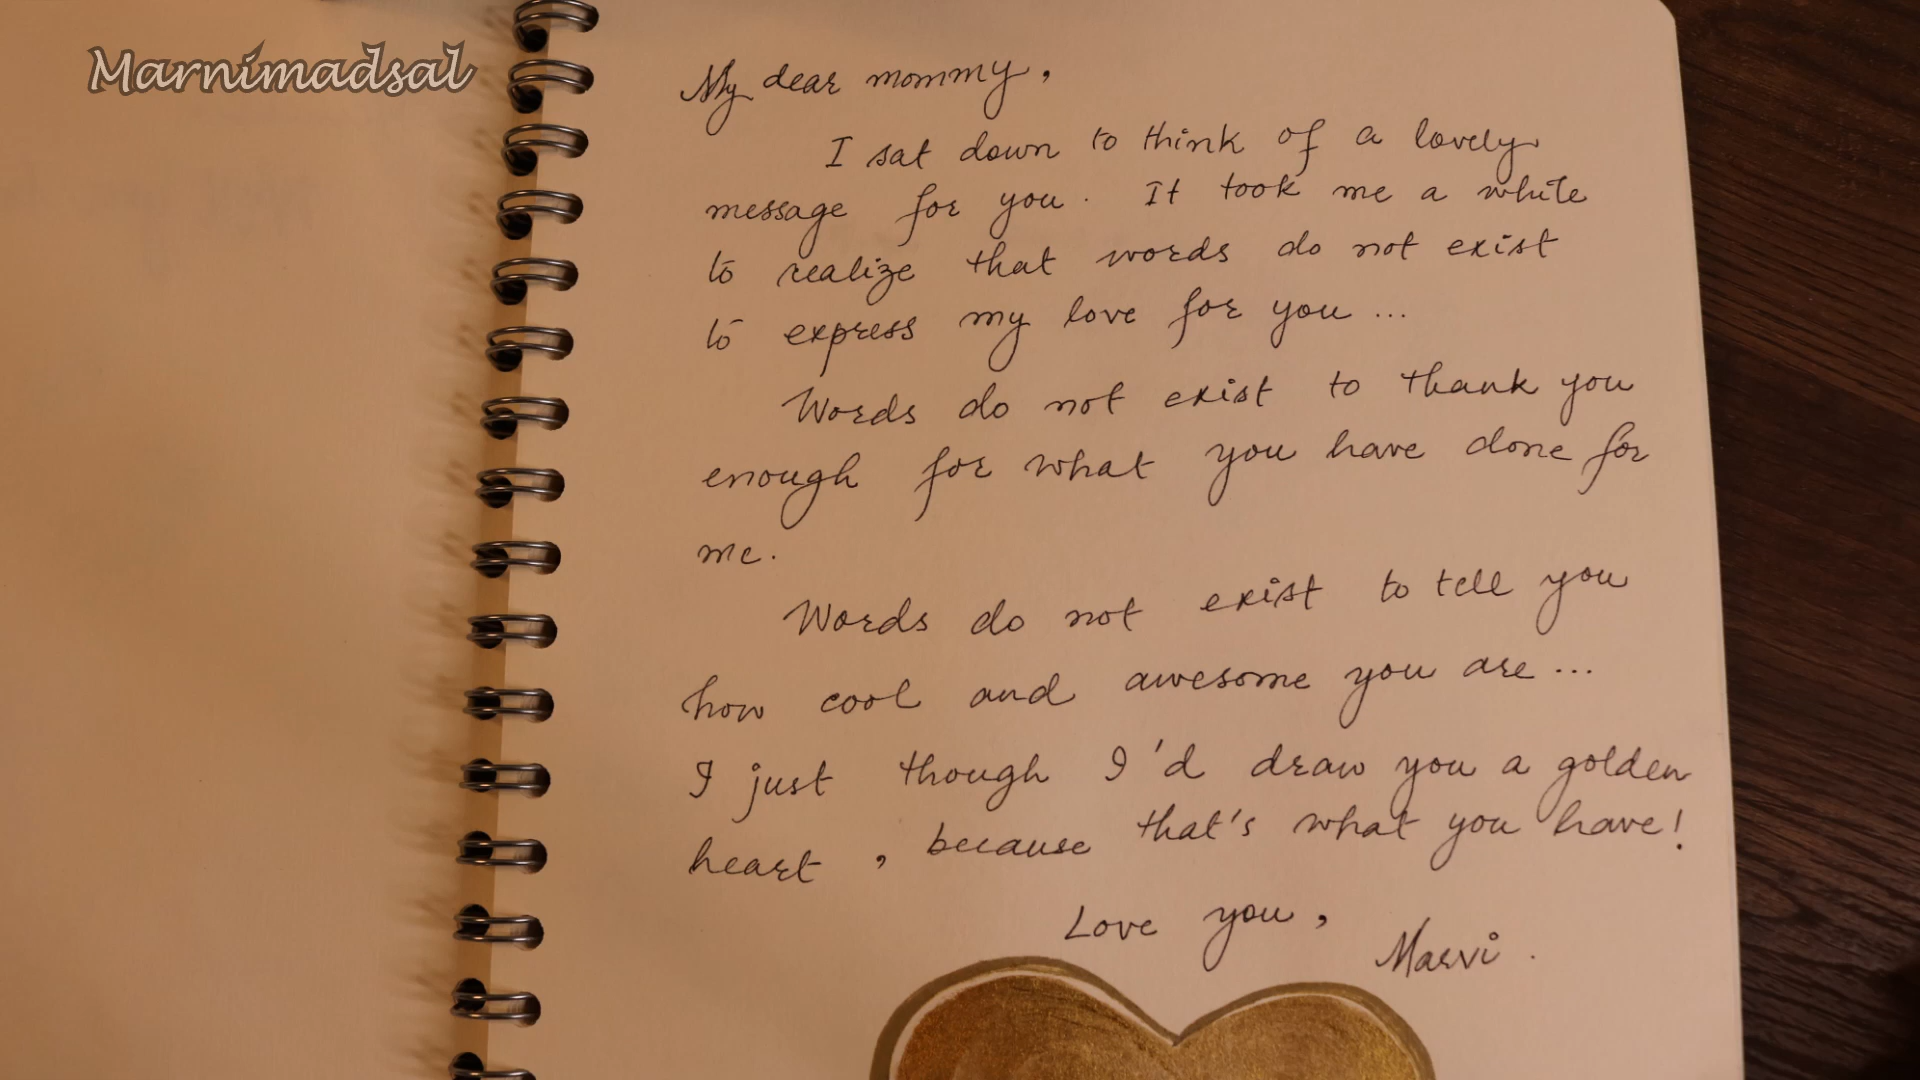 Marnimadsal
My dear mommy,
I sat down to think of a lovely
message for you. It took me a while
to realize that words do not exist
to express my love for you...
Words do not exist to thank you
enough for what you have done for
me.
Words do not exist to tell you
how cool and awesome you are...
I just though I'd draw you a golden
heart, because that's what you have!
Love you,
Marvi.